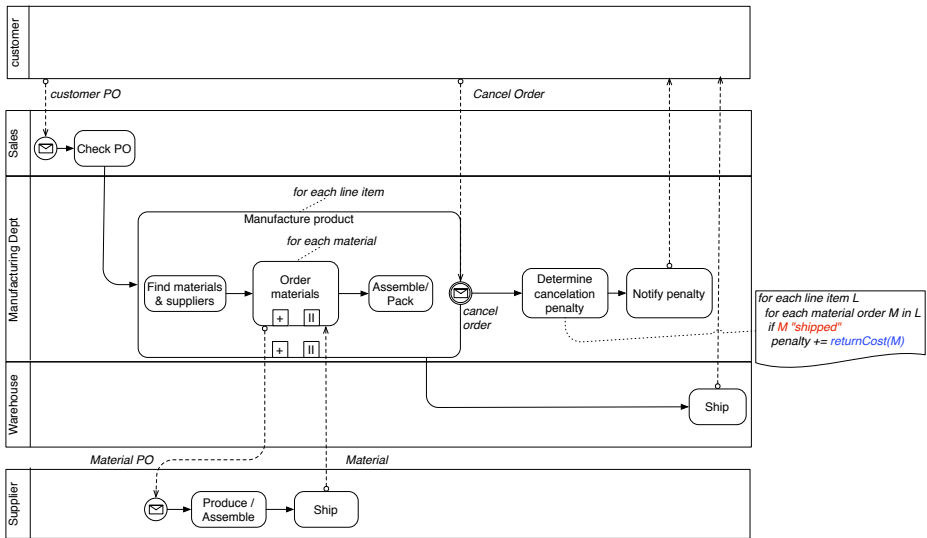 customer
customer PO
Cancel Order
Sales
Check PO
Manufacturing Dept
for each line item
Manufacture product
for each material
Find materials
& suppliers
Order
materials
+
II
Assemble/
Pack
+
II
cancel
order
Determine
cancelation
penalty
Notify penalty
for each line item L
for each material order M in L
if M "shipped"
penalty += returnCost(M)
Warehouse
Ship
Material PO
Material
Supplier
Produce /
Assemble
Ship